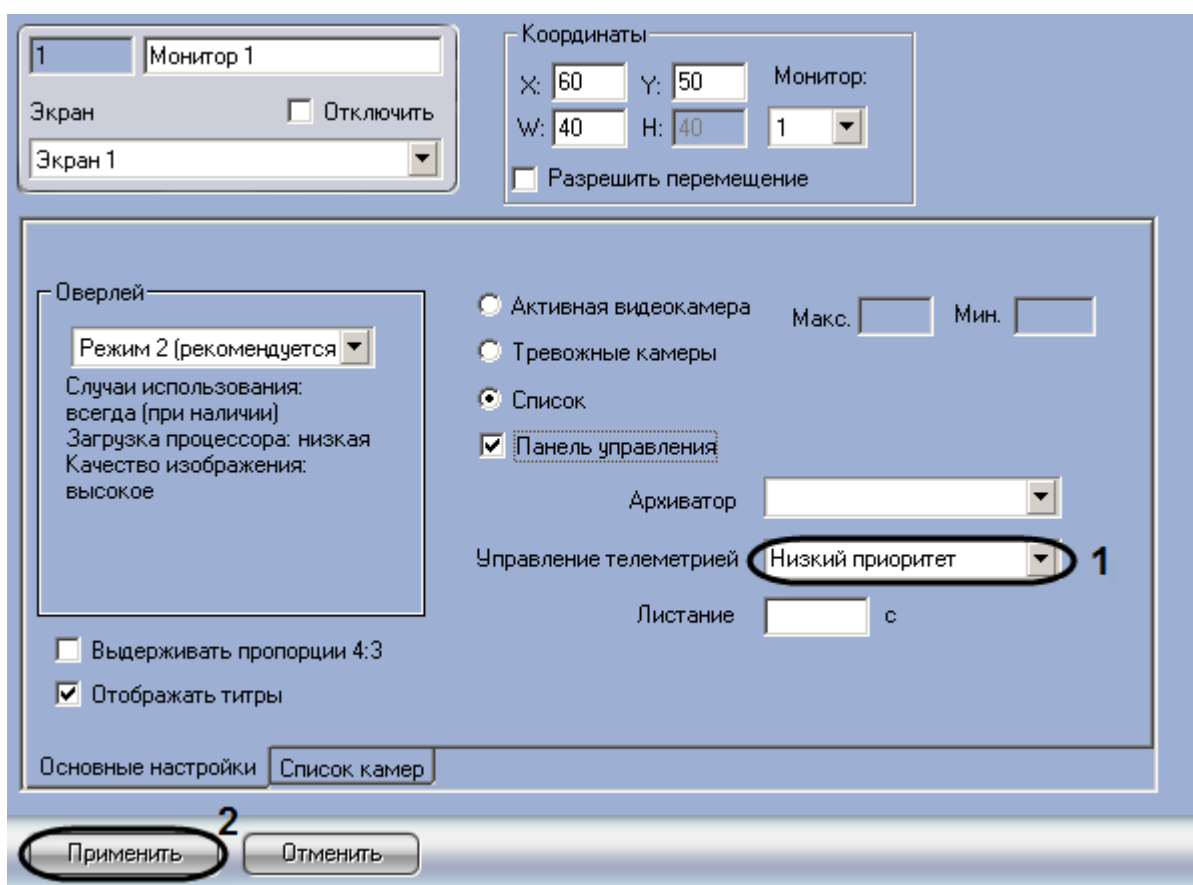 1
Монитор 1
Экран
Отключить
Экран 1
Координаты
X: 60 Y: 50 Монитор:
W: 40 H: 40 1
Разрешить перемещение
Оверлей
Режим 2 (рекомендуется
Случаи использования:
всегда (при наличии)
Загрузка процессора: низкая
Качество изображения:
высокое
Выдерживать пропорции 4:3
Отображать титры
Активная видеокамера Макс. Мин.
Тревожные камеры
Список
Панель управления
Архиватор
Управление телеметрией Низкий приоритет 1
Листание с
Основные настройки Список камер
2
Применить Отменить